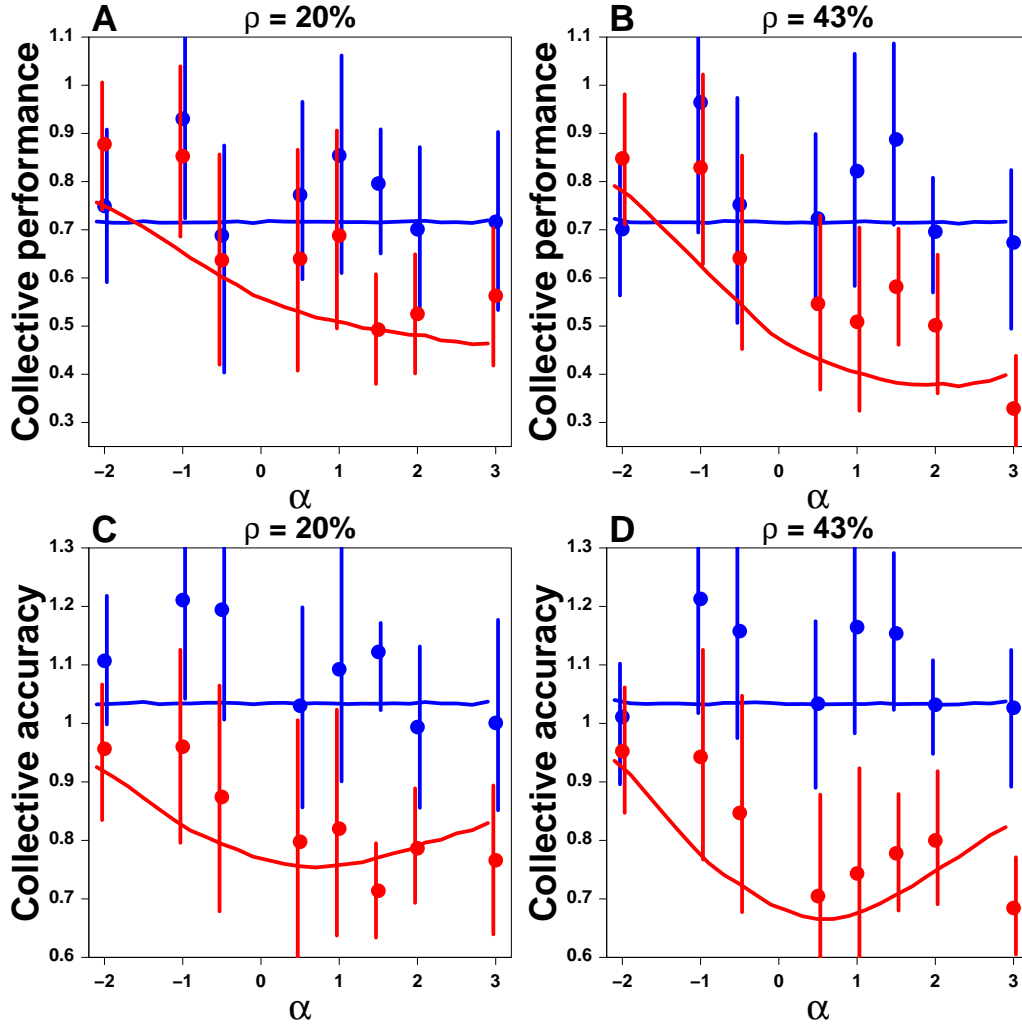 A ρ = 20%
Collective performance
1.1
1
0.9
0.8
0.7
0.6
0.5
0.4
0.3
−2 −1 0 1 2 3
α
B ρ = 43%
Collective performance
1.1
1
0.9
0.8
0.7
0.6
0.5
0.4
0.3
−2 −1 0 1 2 3
α
C ρ = 20%
Collective accuracy
1.3
1.2
1.1
1
0.9
0.8
0.7
0.6
−2 −1 0 1 2 3
α
D ρ = 43%
Collective accuracy
1.3
1.2
1.1
1
0.9
0.8
0.7
0.6
−2 −1 0 1 2 3
α